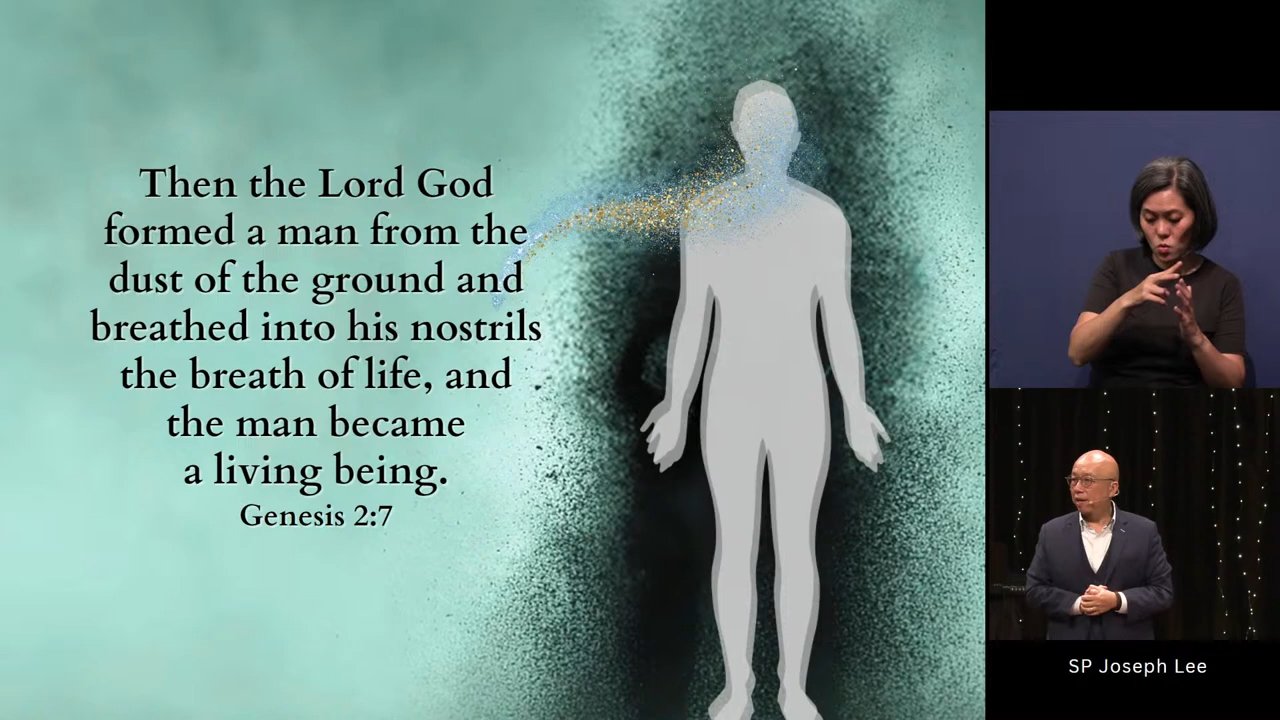 Then the Lord God
formed a man from the
dust of the ground and
breathed into his nostrils
the breath of life, and
the man became
a living being.
Genesis 2:7
SP Joseph Lee